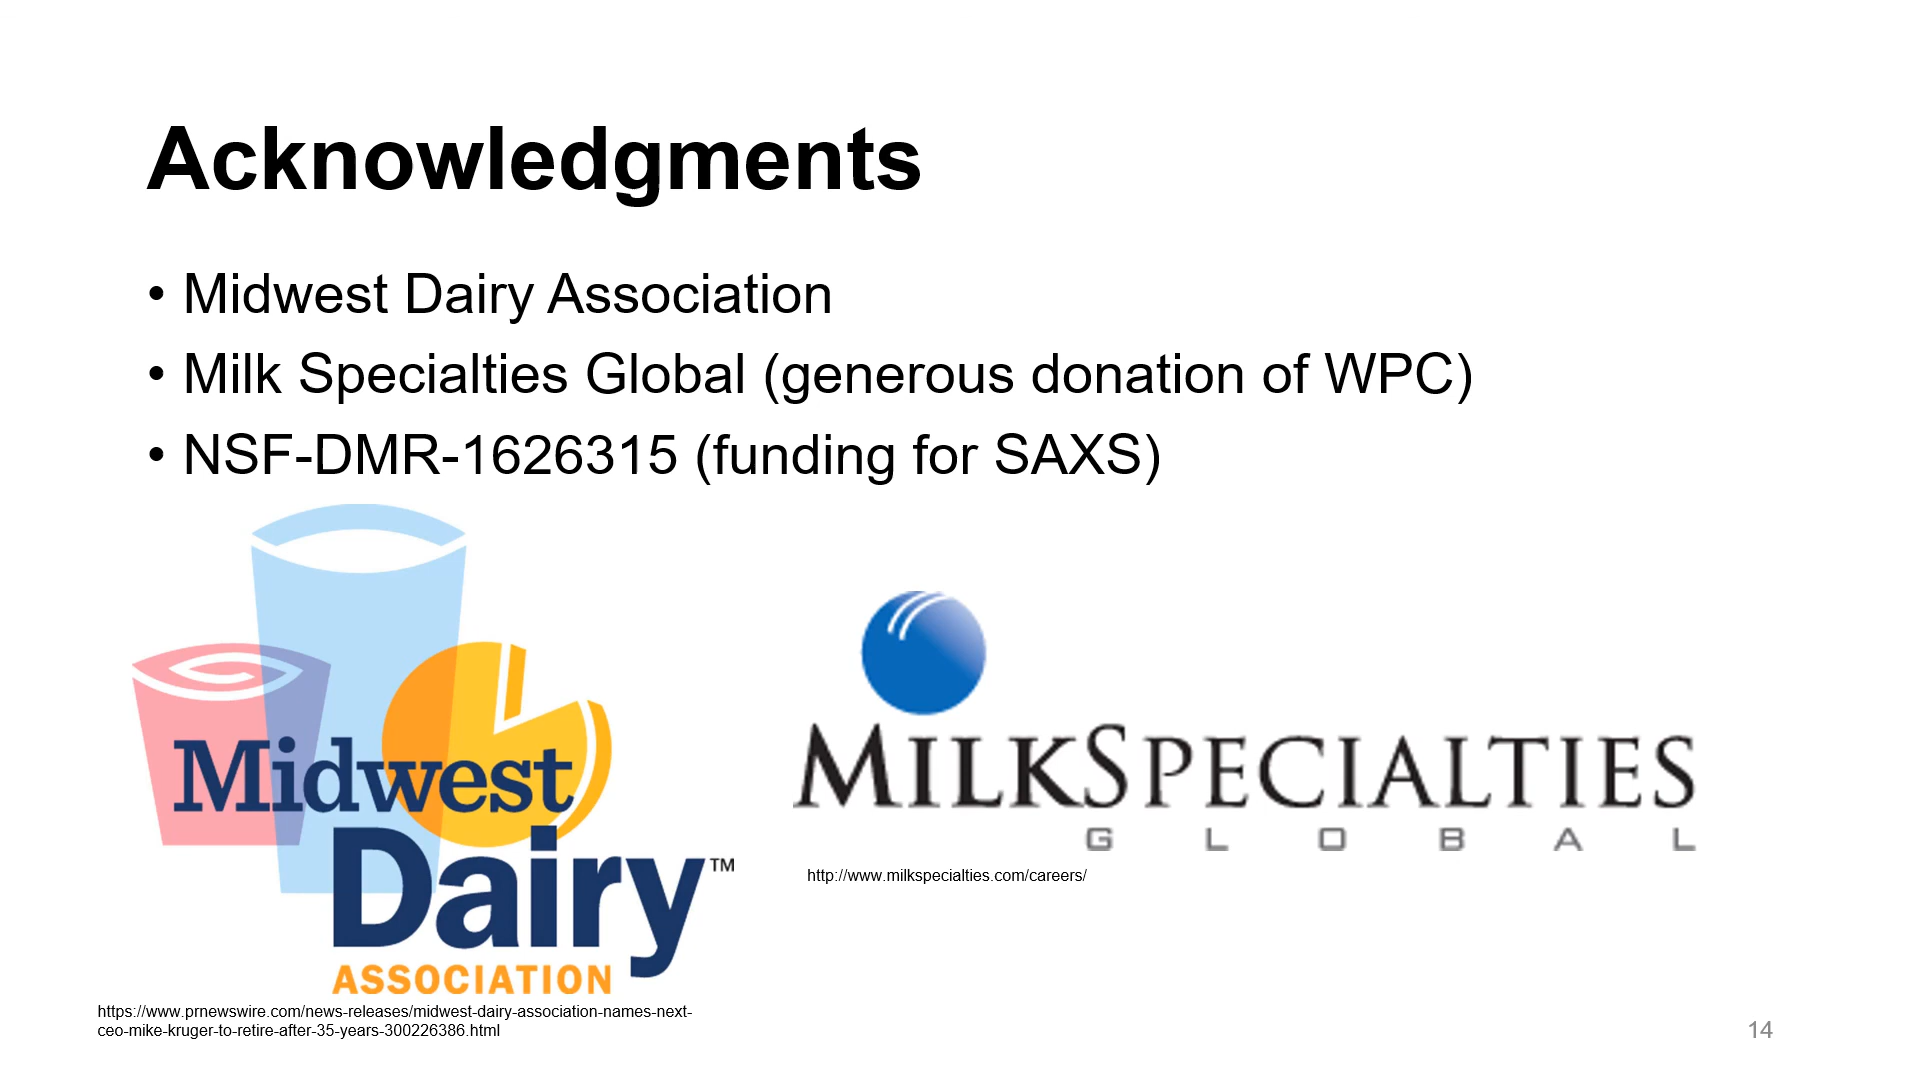 Acknowledgments
• Midwest Dairy Association
• Milk Specialties Global (generous donation of WPC)
• NSF-DMR-1626315 (funding for SAXS)
Midwest
Dairy™
ASSOCIATION
MILKSPECIALTIES
GLOBAL
http://www.milkspecialties.com/careers/
https://www.prnewswire.com/news-releases/midwest-dairy-association-names-next-
ceo-mike-kruger-to-retire-after-35-years-300226386.html
14